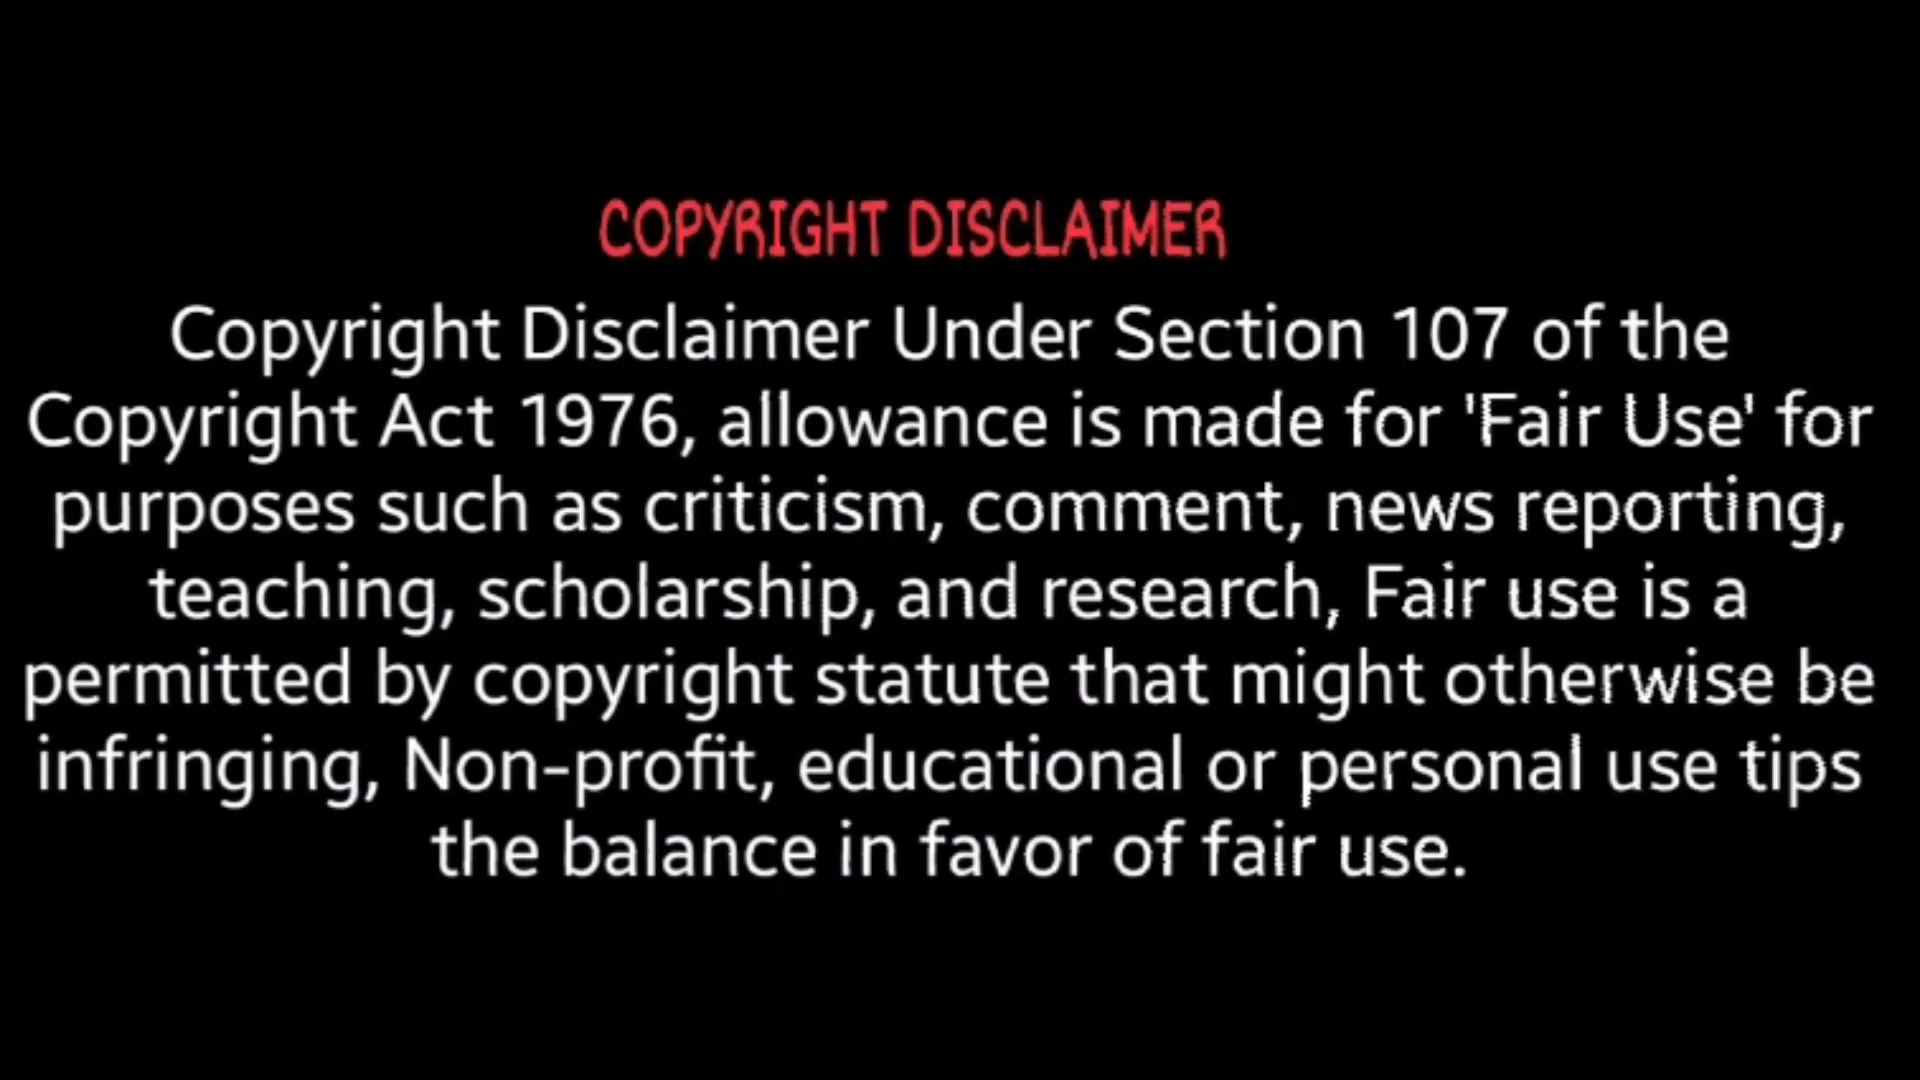 COPYRIGHT DISCLAIMER
Copyright Disclaimer Under Section 107 of the
Copyright Act 1976, allowance is made for 'Fair Use' for
purposes such as criticism, comment, news reporting,
teaching, scholarship, and research, Fair use is a
permitted by copyright statute that might otherwise be
infringing, Non-profit, educational or personal use tips
the balance in favor of fair use.